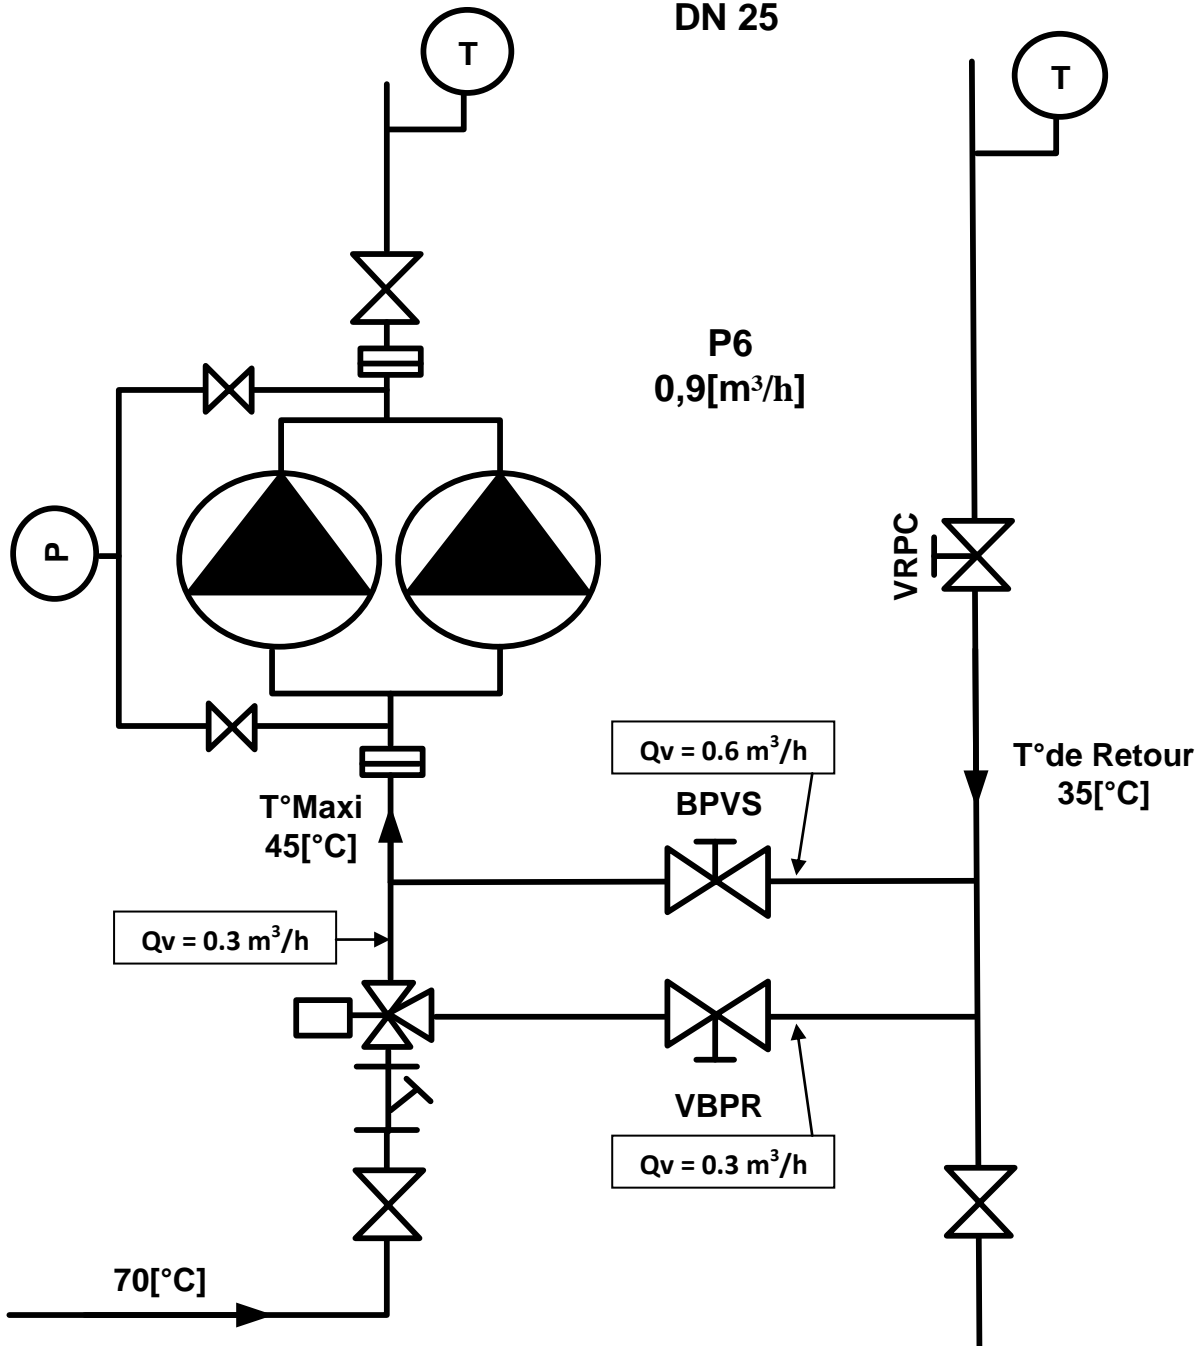 DN 25
T
T
P6
0,9[m³/h]
P
VRPC
Qv = 0.6 m³/h
BPVS
T°de Retour
35[°C]
T°Maxi
45[°C]
Qv = 0.3 m³/h
VBPR
Qv = 0.3 m³/h
70[°C]